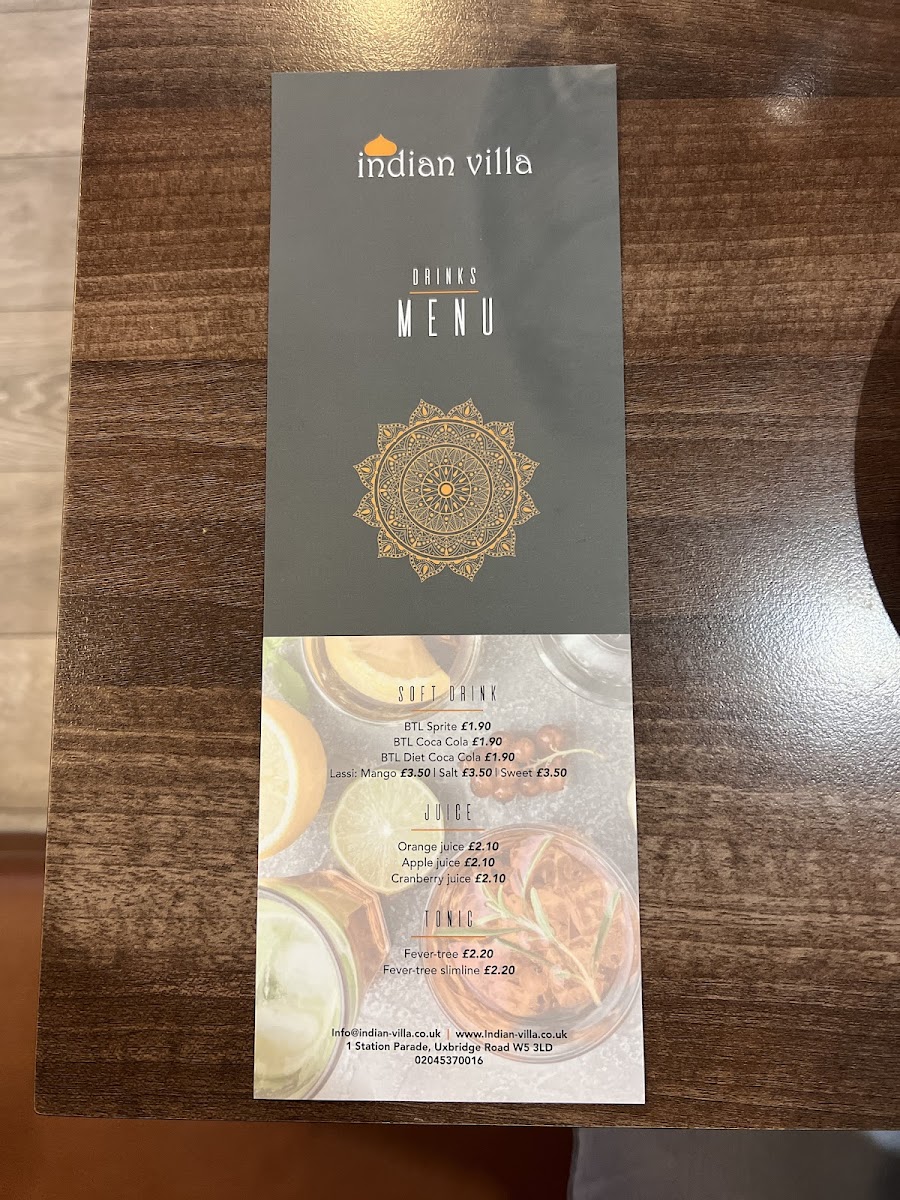 indian villa
DRINKS
MENU
SOFT DRINK
BTL Sprite £1.90
BTL Coca Cola £1.90
BTL Diet Coca Cola £1.90
Lassi: Mango £3.50 | Salt £3.50 | Sweet £3.50
JUICE
Orange juice £2.10
Apple juice £2.10
Cranberry juice £2.10
TONIC
Fever-tree £2.20
Fever-tree slimline £2.20
Info@indian-villa.co.uk | www.Indian-villa.co.uk
1 Station Parade, Uxbridge Road W5 3LD
02045370016